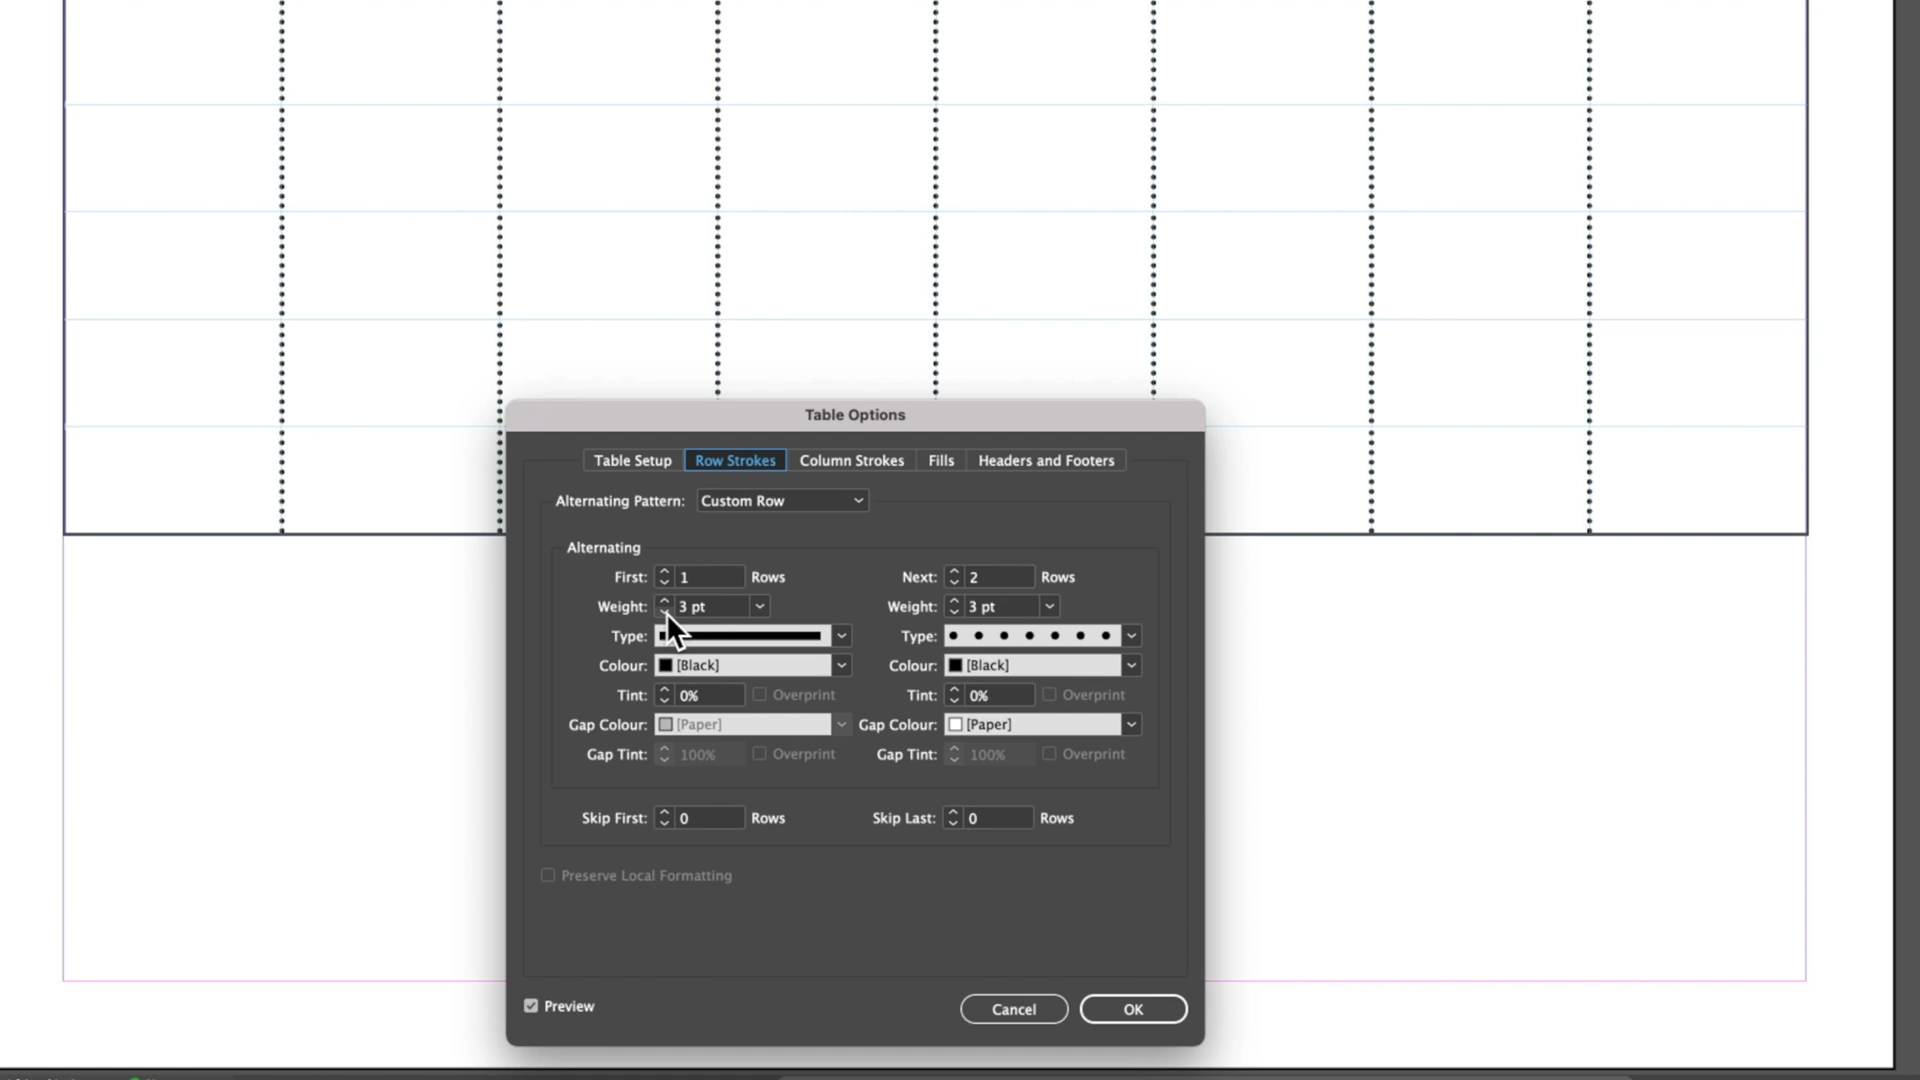 Table Options
Table Setup Row Strokes Column Strokes Fills Headers and Footers
Alternating Pattern: Custom Row
Alternating
First: 1 Rows Next: 2 Rows
Weight: 3 pt Weight: 3 pt
Type: Type:
Colour: [Black] Colour: [Black]
Tint: 0% Overprint Tint: 0% Overprint
Gap Colour: [Paper] Gap Colour: [Paper]
Gap Tint: 100% Overprint Gap Tint: 100% Overprint
Skip First: 0 Rows Skip Last: 0 Rows
Preserve Local Formatting
Preview Cancel OK